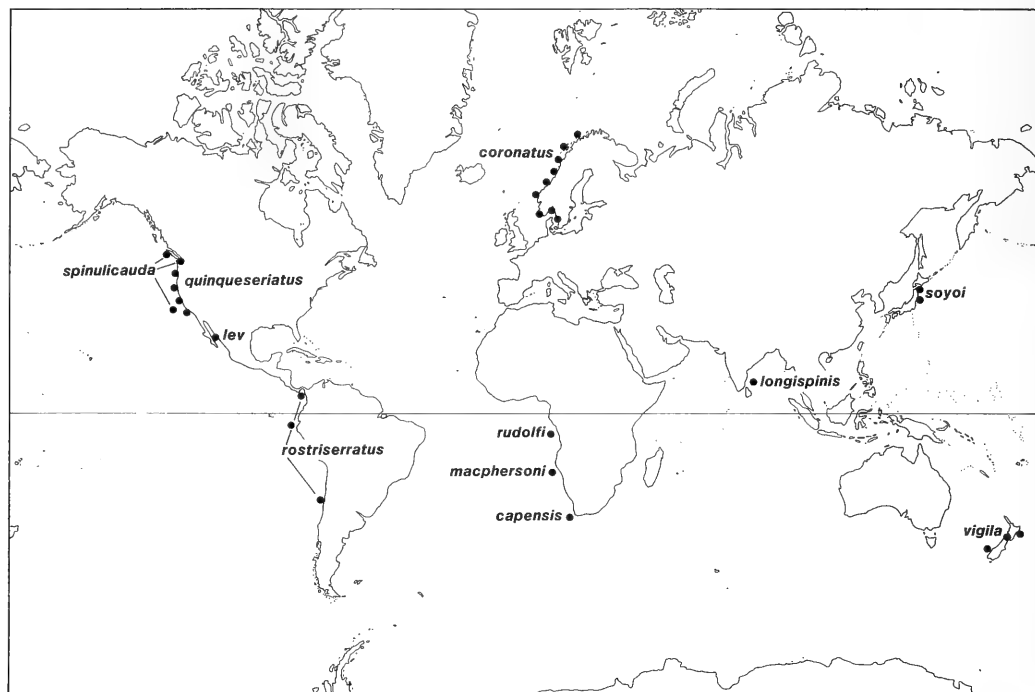 coronatus
spinulicauda
quinqueseriatus
soyoi
lev
longispinis
rudolfi
rostriserratus
macphersoni
capensis
vigila